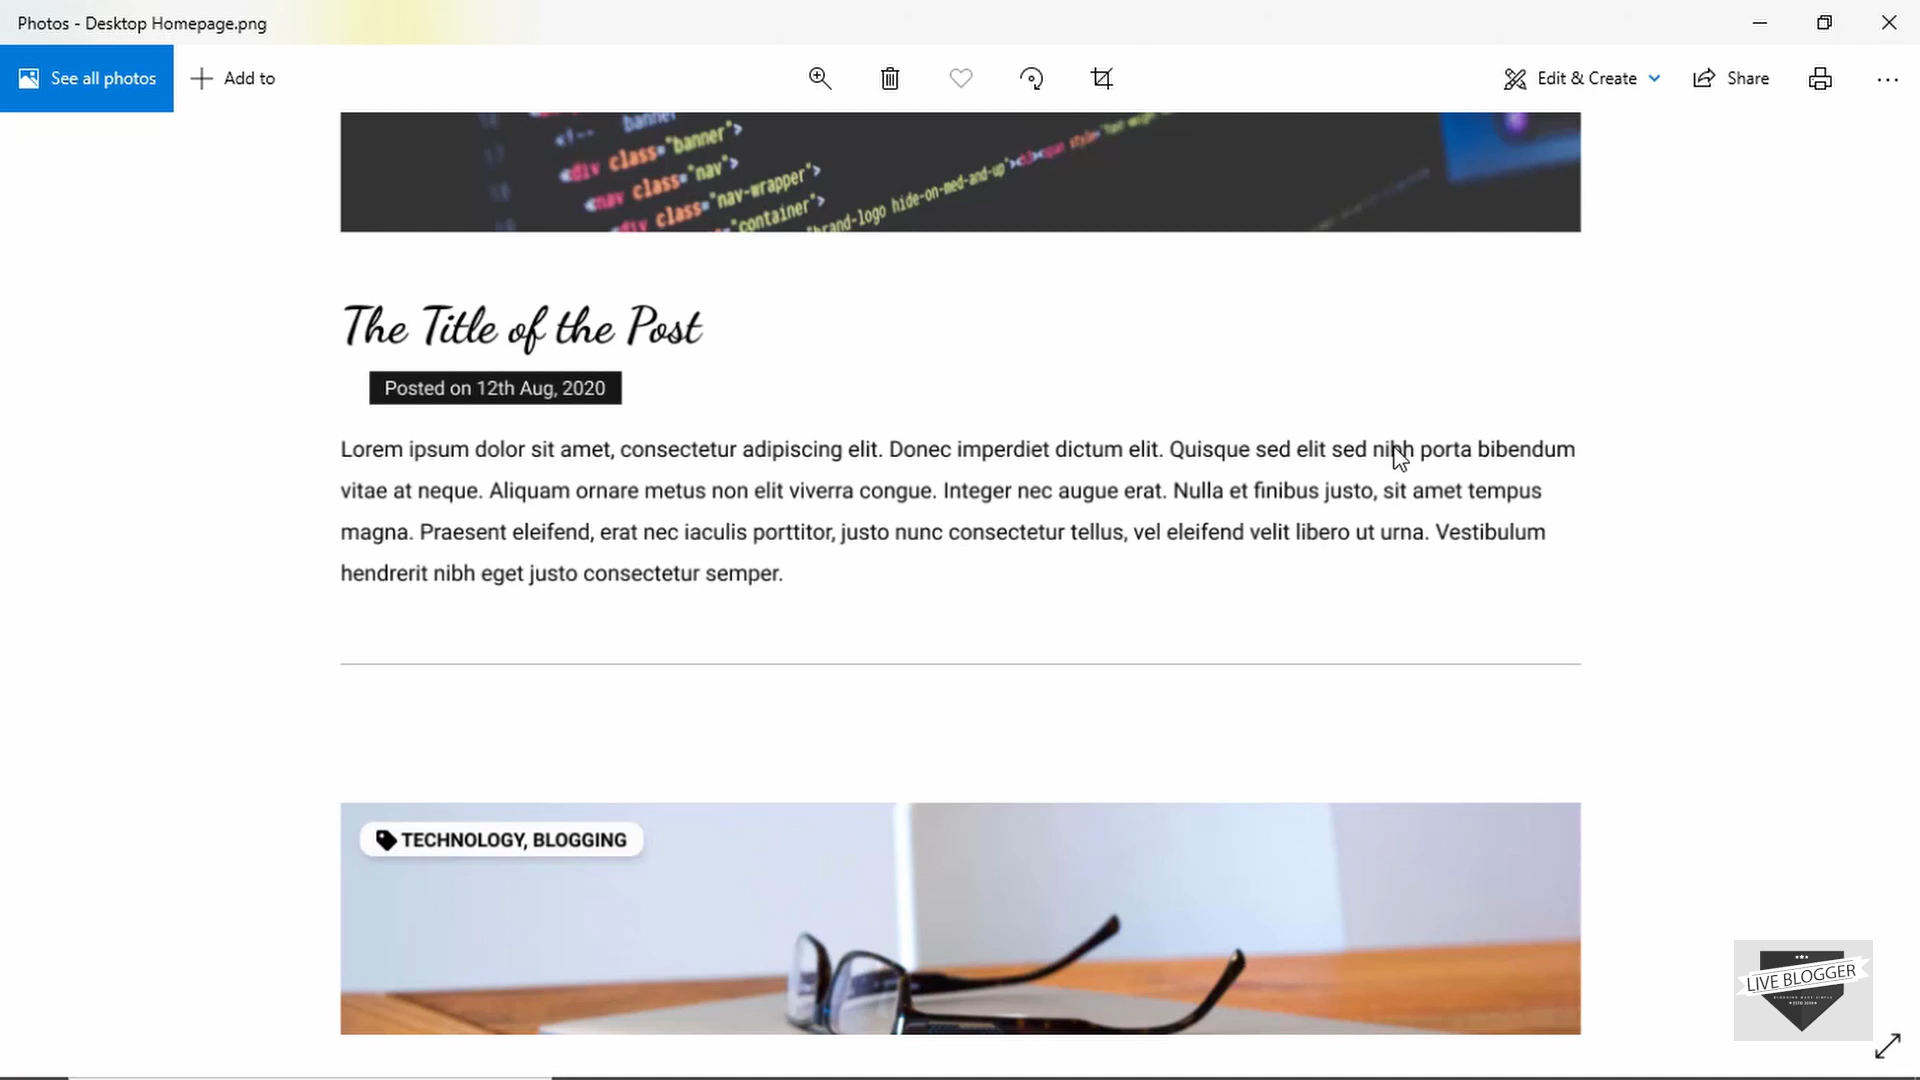 Photos - Desktop Homepage.png
See all photos
Add to
Edit & Create
Share
banner
<div class="banner">
<nav class="nav">
<div class="nav-wrapper">
"container">
"brand-logo hide-on-med-and-up">
The Title of the Post
Posted on 12th Aug, 2020
Lorem ipsum dolor sit amet, consectetur adipiscing elit. Donec imperdiet dictum elit. Quisque sed elit sed nibh porta bibendum
vitae at neque. Aliquam ornare metus non elit viverra congue. Integer nec augue erat. Nulla et finibus justo, sit amet tempus
magna. Praesent eleifend, erat nec iaculis porttitor, justo nunc consectetur tellus, vel eleifend velit libero ut urna. Vestibulum
hendrerit nibh eget justo consectetur semper.
TECHNOLOGY, BLOGGING
LIVE BLOGGER